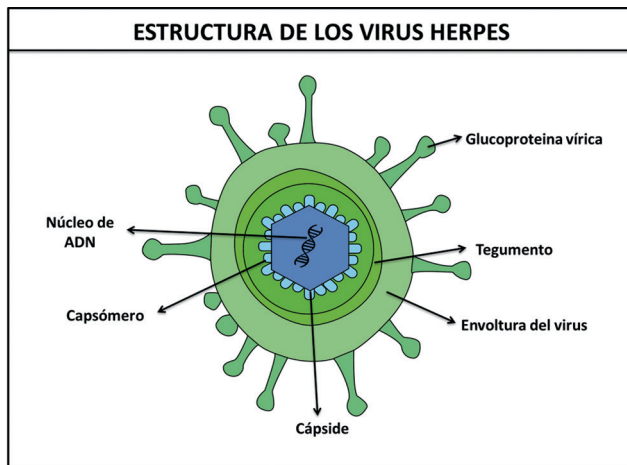 ESTRUCTURA DE LOS VIRUS HERPES
Glucoproteina vírica
Núcleo de
ADN
Tegumento
Capsómero
Envoltura del virus
Cápside